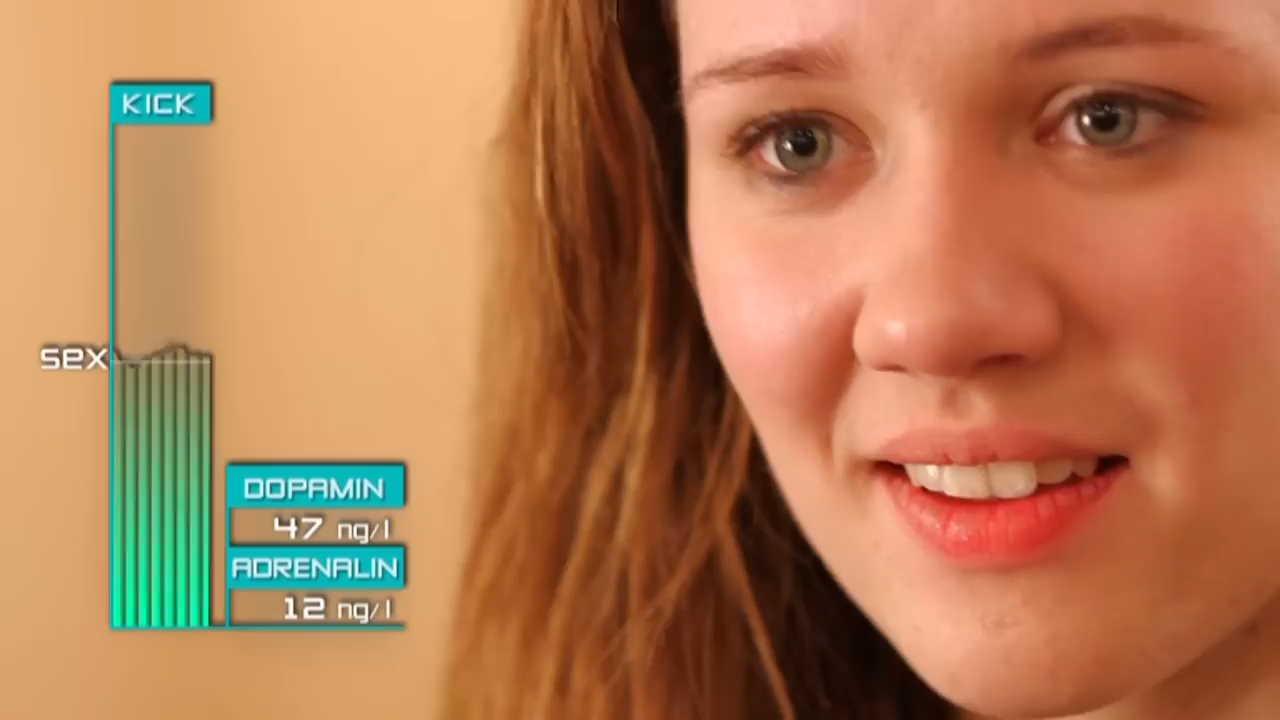 KICK
sex
DOPAMIN
47 ng/l
ADRENALIN
12 ng/l